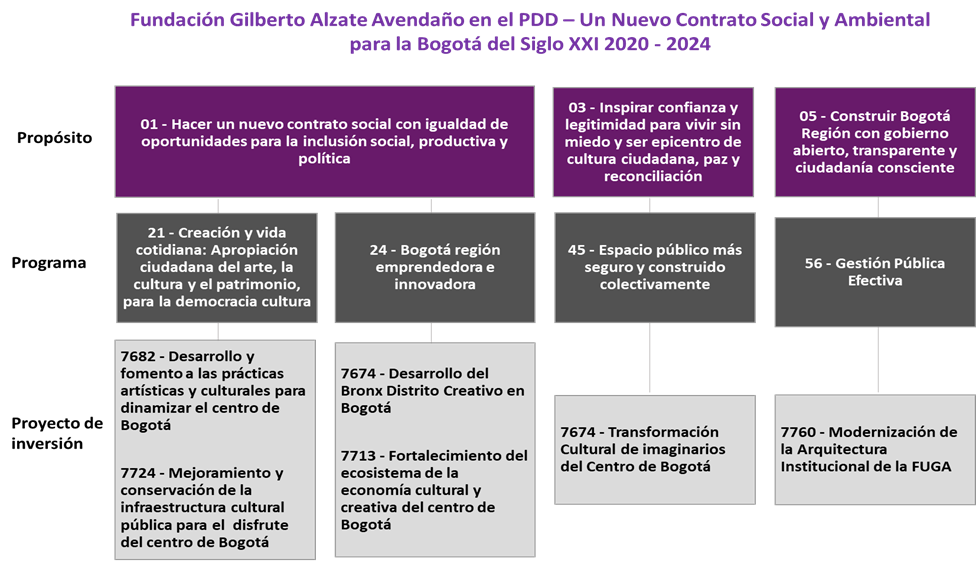 Fundación Gilberto Alzate Avendaño en el PDD – Un Nuevo Contrato Social y Ambiental
para la Bogotá del Siglo XXI 2020 - 2024
Propósito
01 - Hacer un nuevo contrato social con igualdad de
oportunidades para la inclusión social, productiva y
política
03 - Inspirar confianza y
legitimidad para vivir sin
miedo y ser epicentro de
cultura ciudadana, paz y
reconciliación
05 - Construir Bogotá
Región con gobierno
abierto, transparente y
ciudadanía consciente
Programa
21 - Creación y vida
cotidiana: Apropiación
ciudadana del arte, la
cultura y el patrimonio,
para la democracia cultura
24 - Bogotá región
emprendedora e
innovadora
45 - Espacio público más
seguro y construido
colectivamente
56 - Gestión Pública
Efectiva
Proyecto de
inversión
7682 - Desarrollo y
fomento a las prácticas
artísticas y culturales para
dinamizar el centro de
Bogotá
7724 - Mejoramiento y
conservación de la
infraestructura cultural
pública para el disfrute
del centro de Bogotá
7674 - Desarrollo del
Bronx Distrito Creativo en
Bogotá
7713 - Fortalecimiento del
ecosistema de la
economía cultural y
creativa del centro de
Bogotá
7674 - Transformación
Cultural de imaginarios
del Centro de Bogotá
7760 - Modernización de
la Arquitectura
Institucional de la FUGA